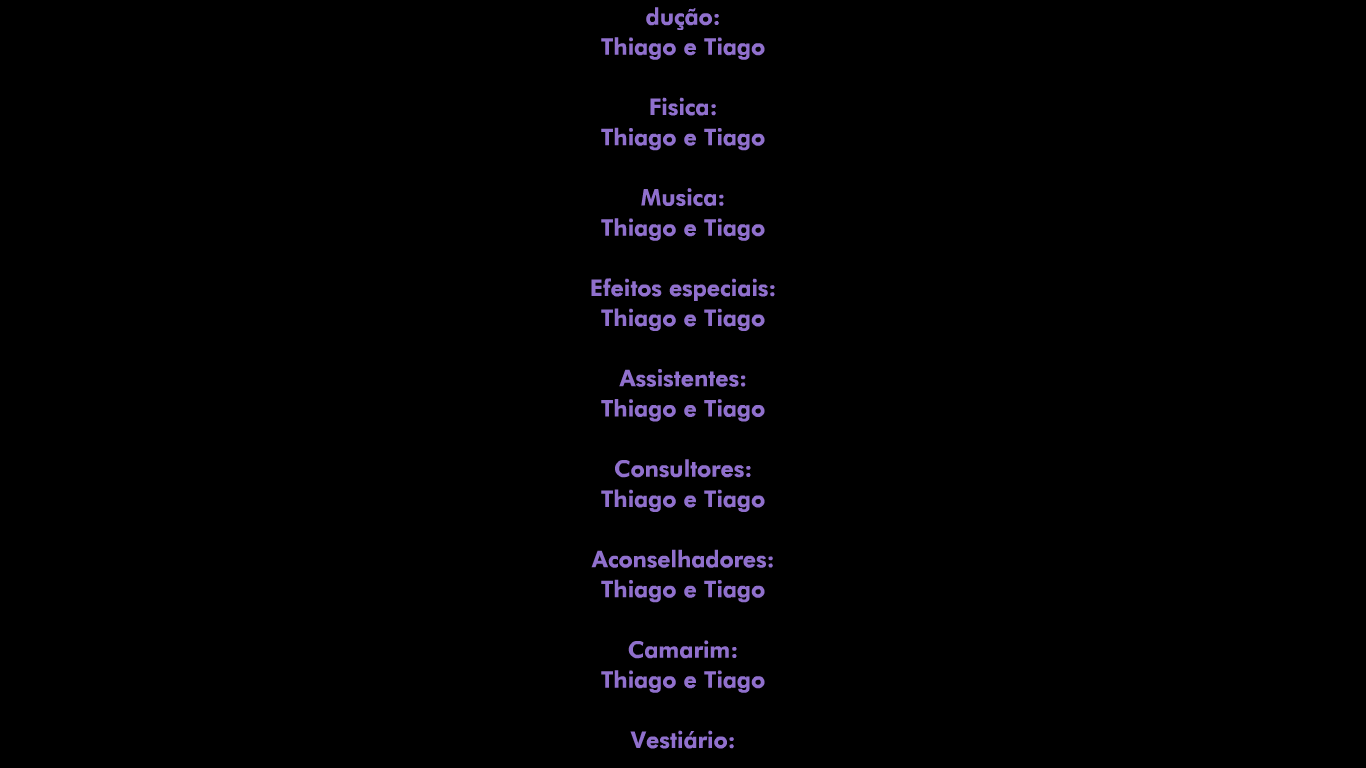 dução:
Thiago e Tiago
Fisica:
Thiago e Tiago
Musica:
Thiago e Tiago
Efeitos especiais:
Thiago e Tiago
Assistentes:
Thiago e Tiago
Consultores:
Thiago e Tiago
Aconselhadores:
Thiago e Tiago
Camarim:
Thiago e Tiago
Vestiário: